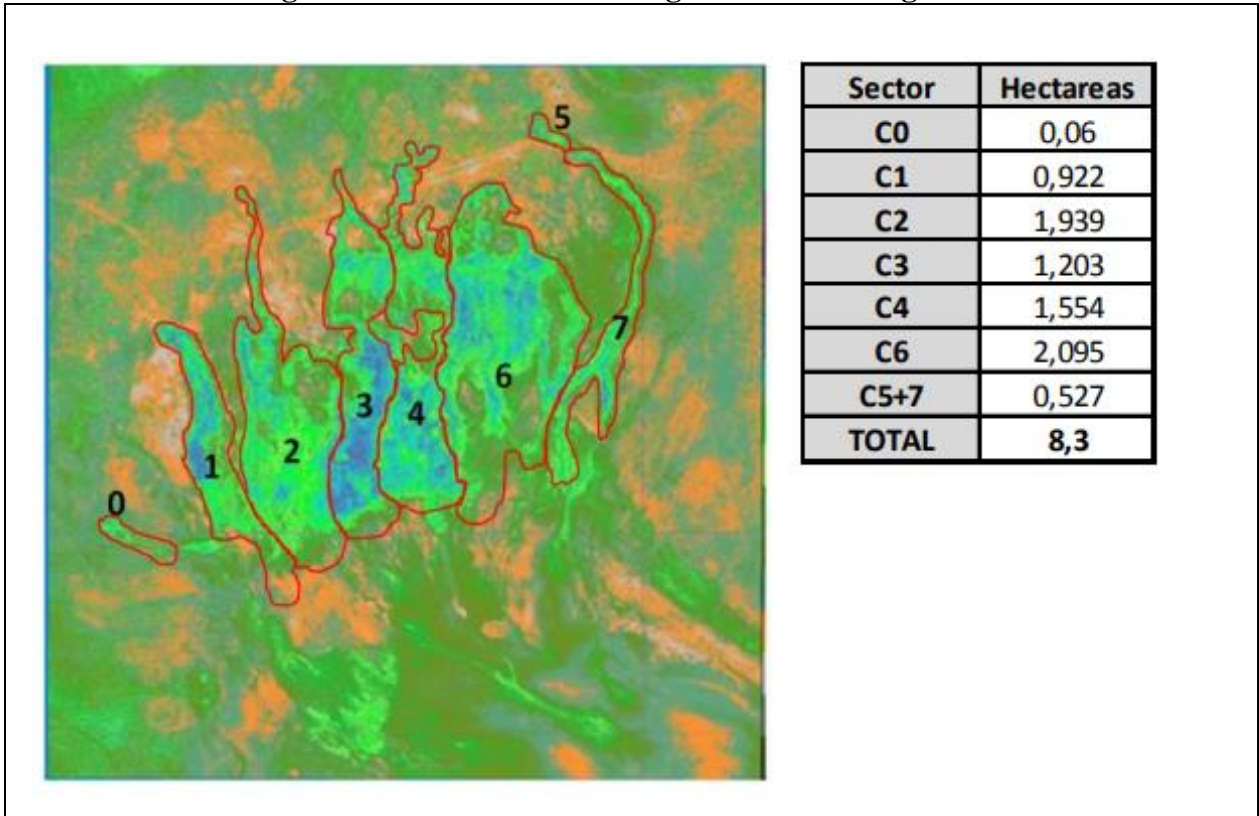 5
7
6
3
4
2
1
0
Sector Hectareas
C0 0,06
C1 0,922
C2 1,939
C3 1,203
C4 1,554
C6 2,095
C5+7 0,527
TOTAL 8,3